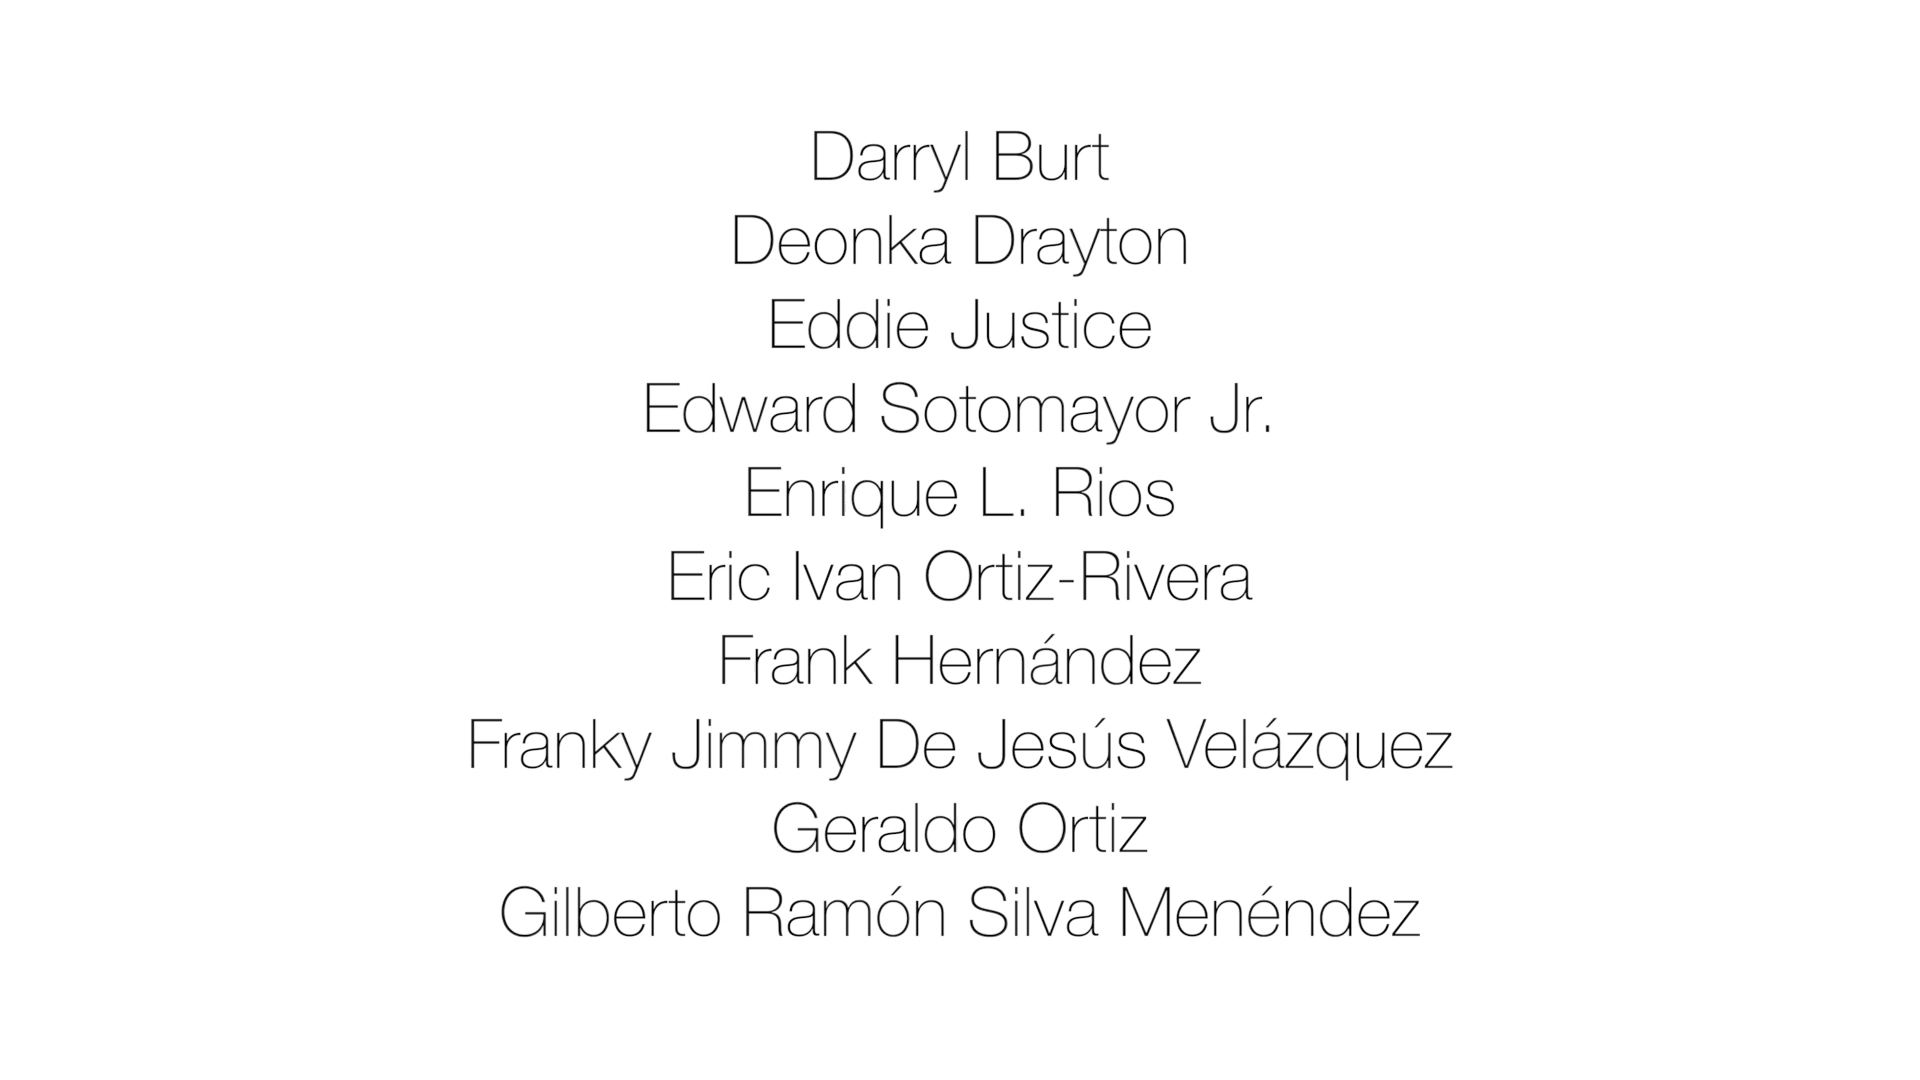 Darryl Burt
Deonka Drayton
Eddie Justice
Edward Sotomayor Jr.
Enrique L. Rios
Eric Ivan Ortiz-Rivera
Frank Hernández
Franky Jimmy De Jesús Velázquez
Geraldo Ortiz
Gilberto Ramón Silva Menéndez